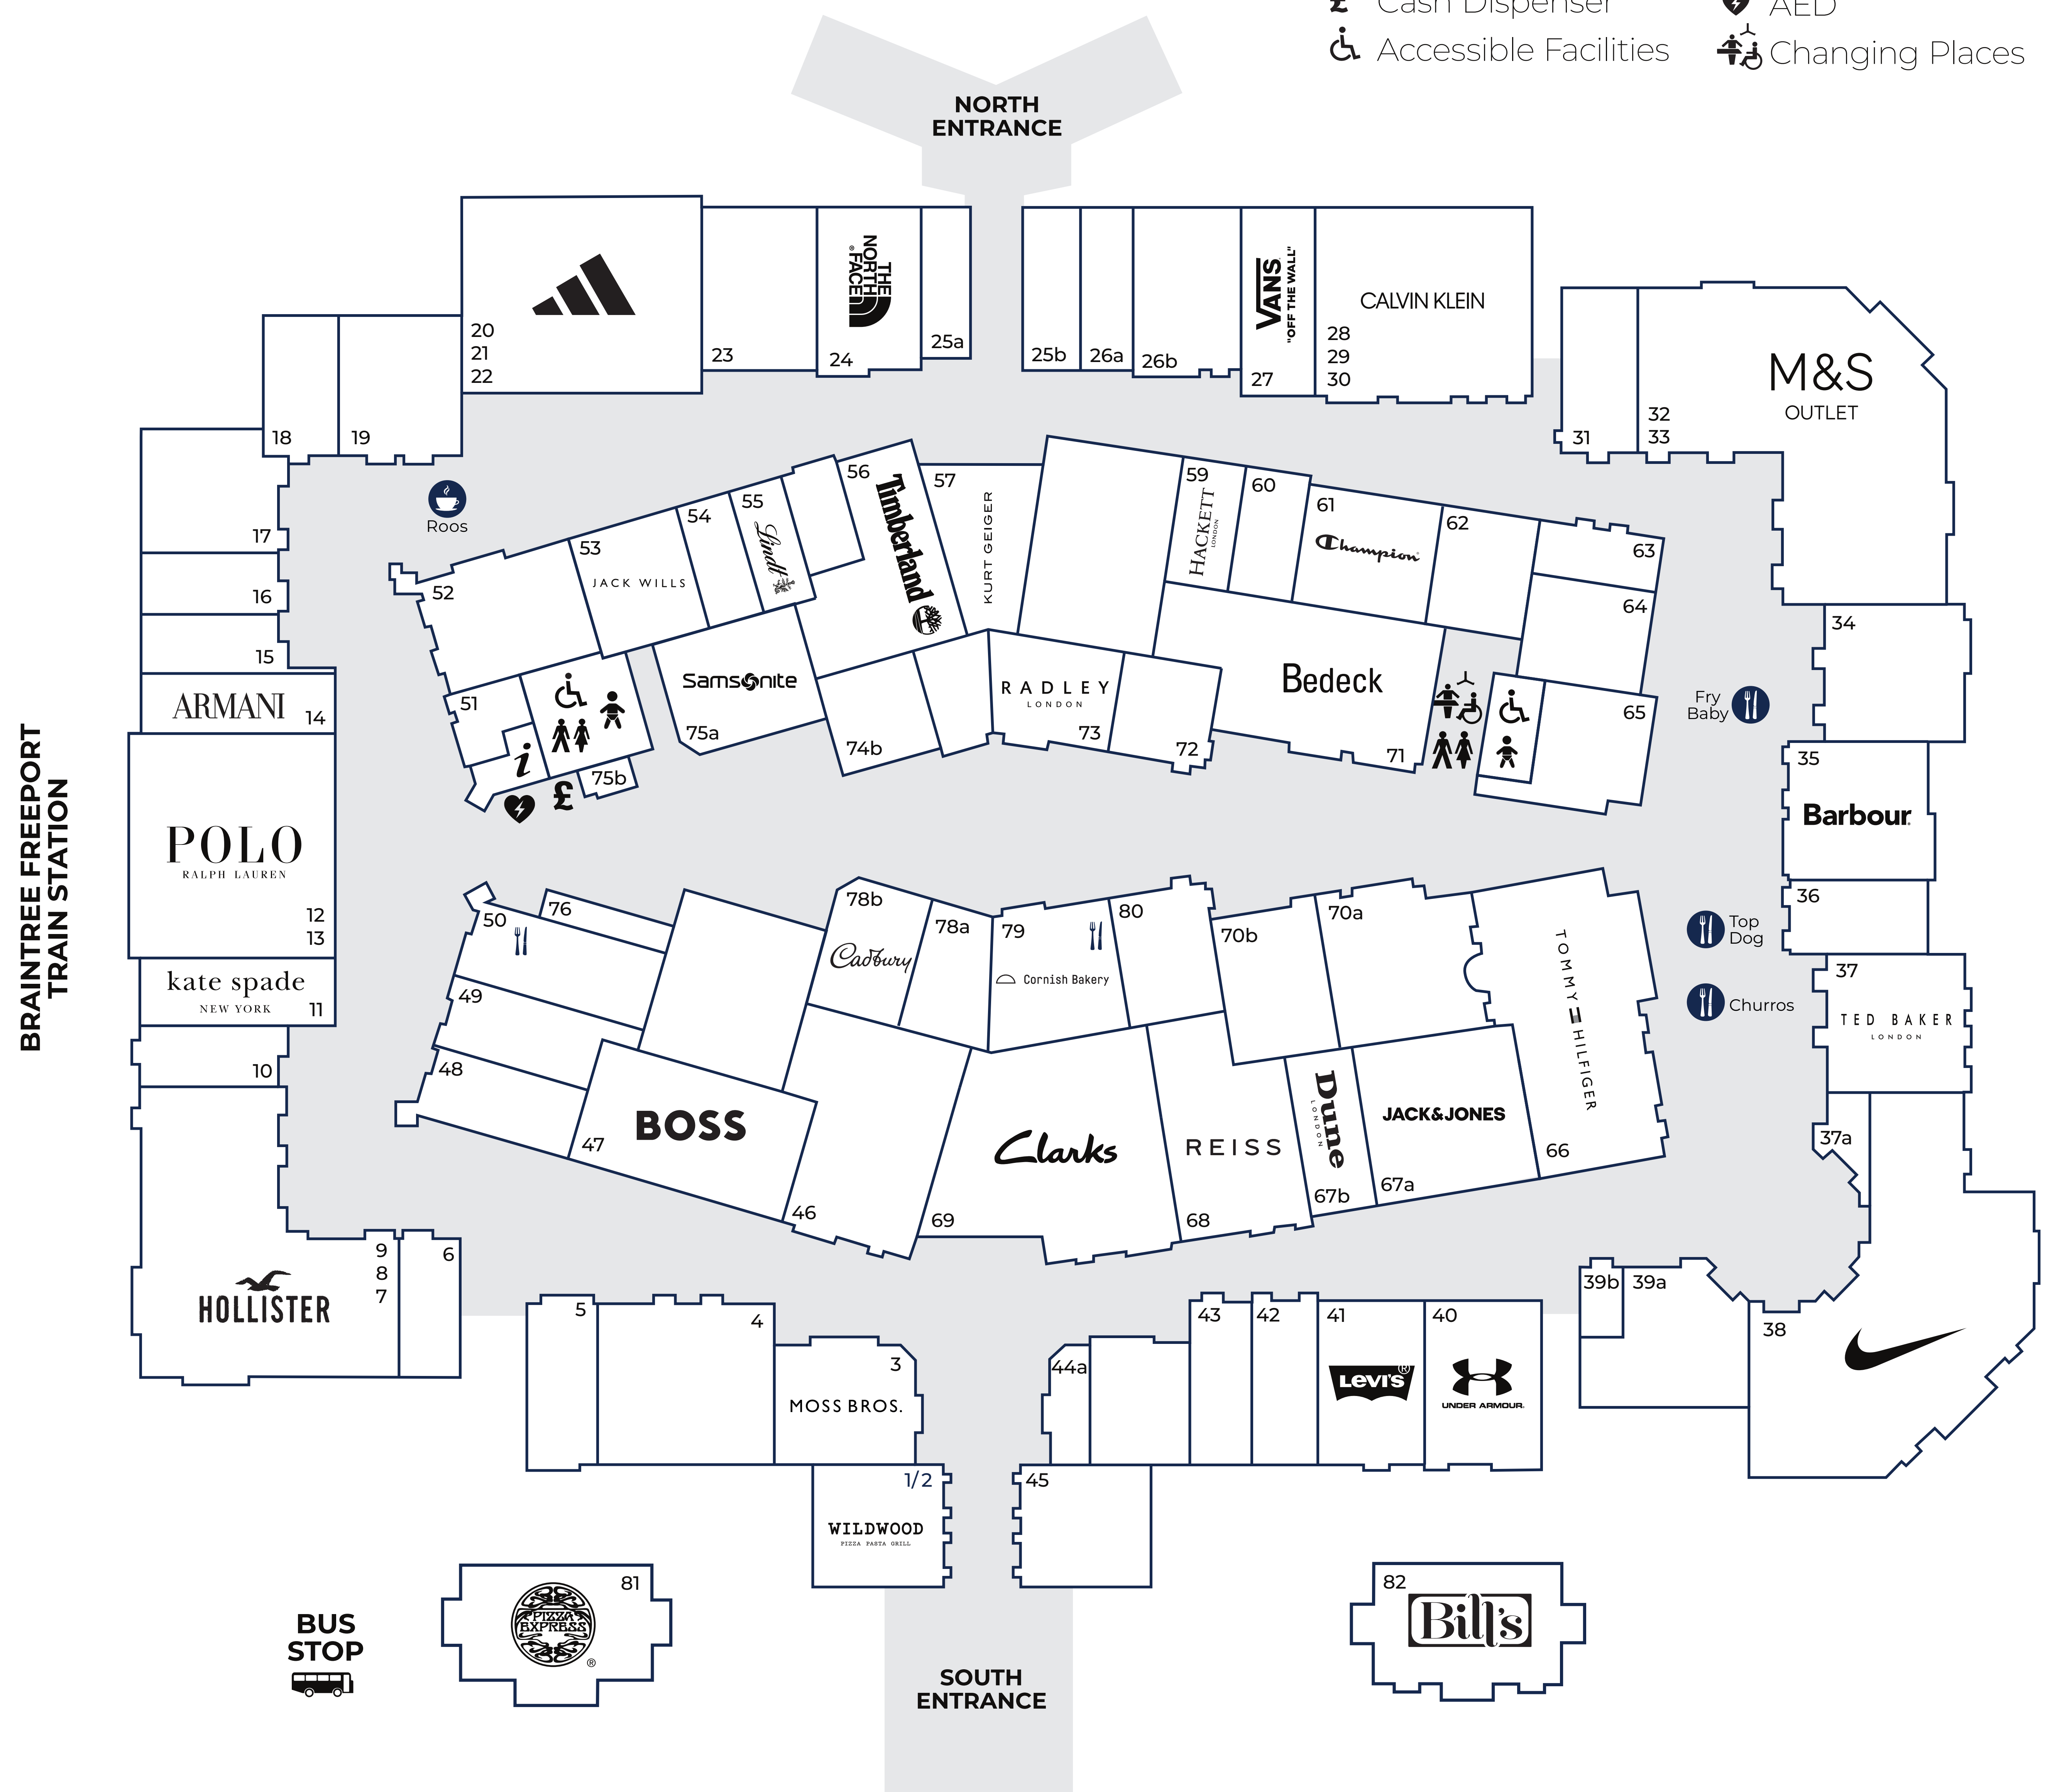 £ Cash Dispenser
AED
Accessible Facilities
Changing Places
NORTH
ENTRANCE
20
21
22
23
THE
NORTH
FACE®
24
25a
25b
26a
26b
VANS
"OFF THE WALL"
27
CALVIN KLEIN
28
29
30
31
32
33
M&S
OUTLET
18
19
17
16
15
ARMANI
14
POLO
RALPH LAUREN
12
13
kate spade
NEW YORK
11
10
HOLLISTER
9
8
7
6
BRAINTREE FREEPORT
TRAIN STATION
Roos
52
53
JACK WILLS
54
55
Lindt
56
Timberland
57
KURT GEIGER
59
HACKETT
LONDON
60
61
Champion
62
63
64
65
51
i
£
75b
Samsonite
75a
74b
RADLEY
LONDON
73
72
Bedeck
71
34
Fry
Baby
35
Barbour
36
Top
Dog
Churros
37
TED BAKER
LONDON
37a
38
39b
39a
50
76
49
48
47
BOSS
46
78b
Cadbury
78a
79
Cornish Bakery
80
70b
70a
TOMMY HILFIGER
66
69
Clarks
68
REISS
Dune
LONDON
67b
JACK&JONES
67a
5
4
3
MOSS BROS.
1/2
WILDWOOD
PIZZA PASTA GRILL
44a
43
42
41
LEVI'S®
40
UNDER ARMOUR.
45
BUS
STOP
81
PIZZA
EXPRESS
®
82
Bill's
SOUTH
ENTRANCE